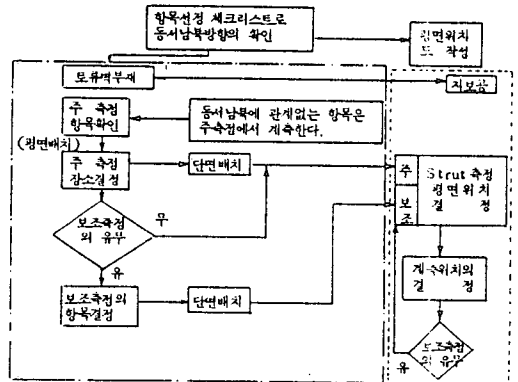 항목선정 체크리스트로
동서남북방향의 확인
평면위치
도 작성
토류벽부재
지보공
주 측점
항목확인
동서남북에 관계없는 항목은
주측점에서 계측한다.
(평면배치)
주 측점
장소결정
단면배치
주
보
조
Strut 측정
평면위치
결 정
보조측정
의 유무
무
유
계측위치의
결 정
보조측점의
항목결정
단면배치
보조측점
의 유무
유